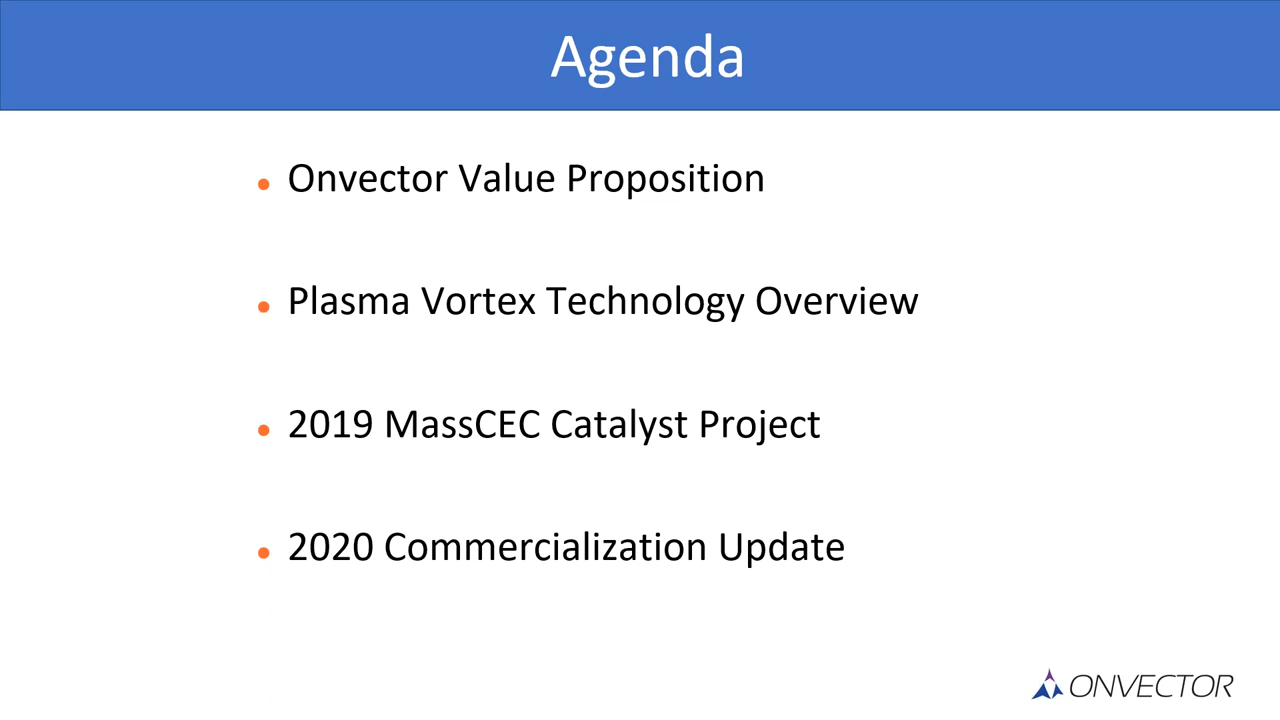 Agenda
• Onvector Value Proposition
• Plasma Vortex Technology Overview
• 2019 MassCEC Catalyst Project
• 2020 Commercialization Update
ONVECTOR